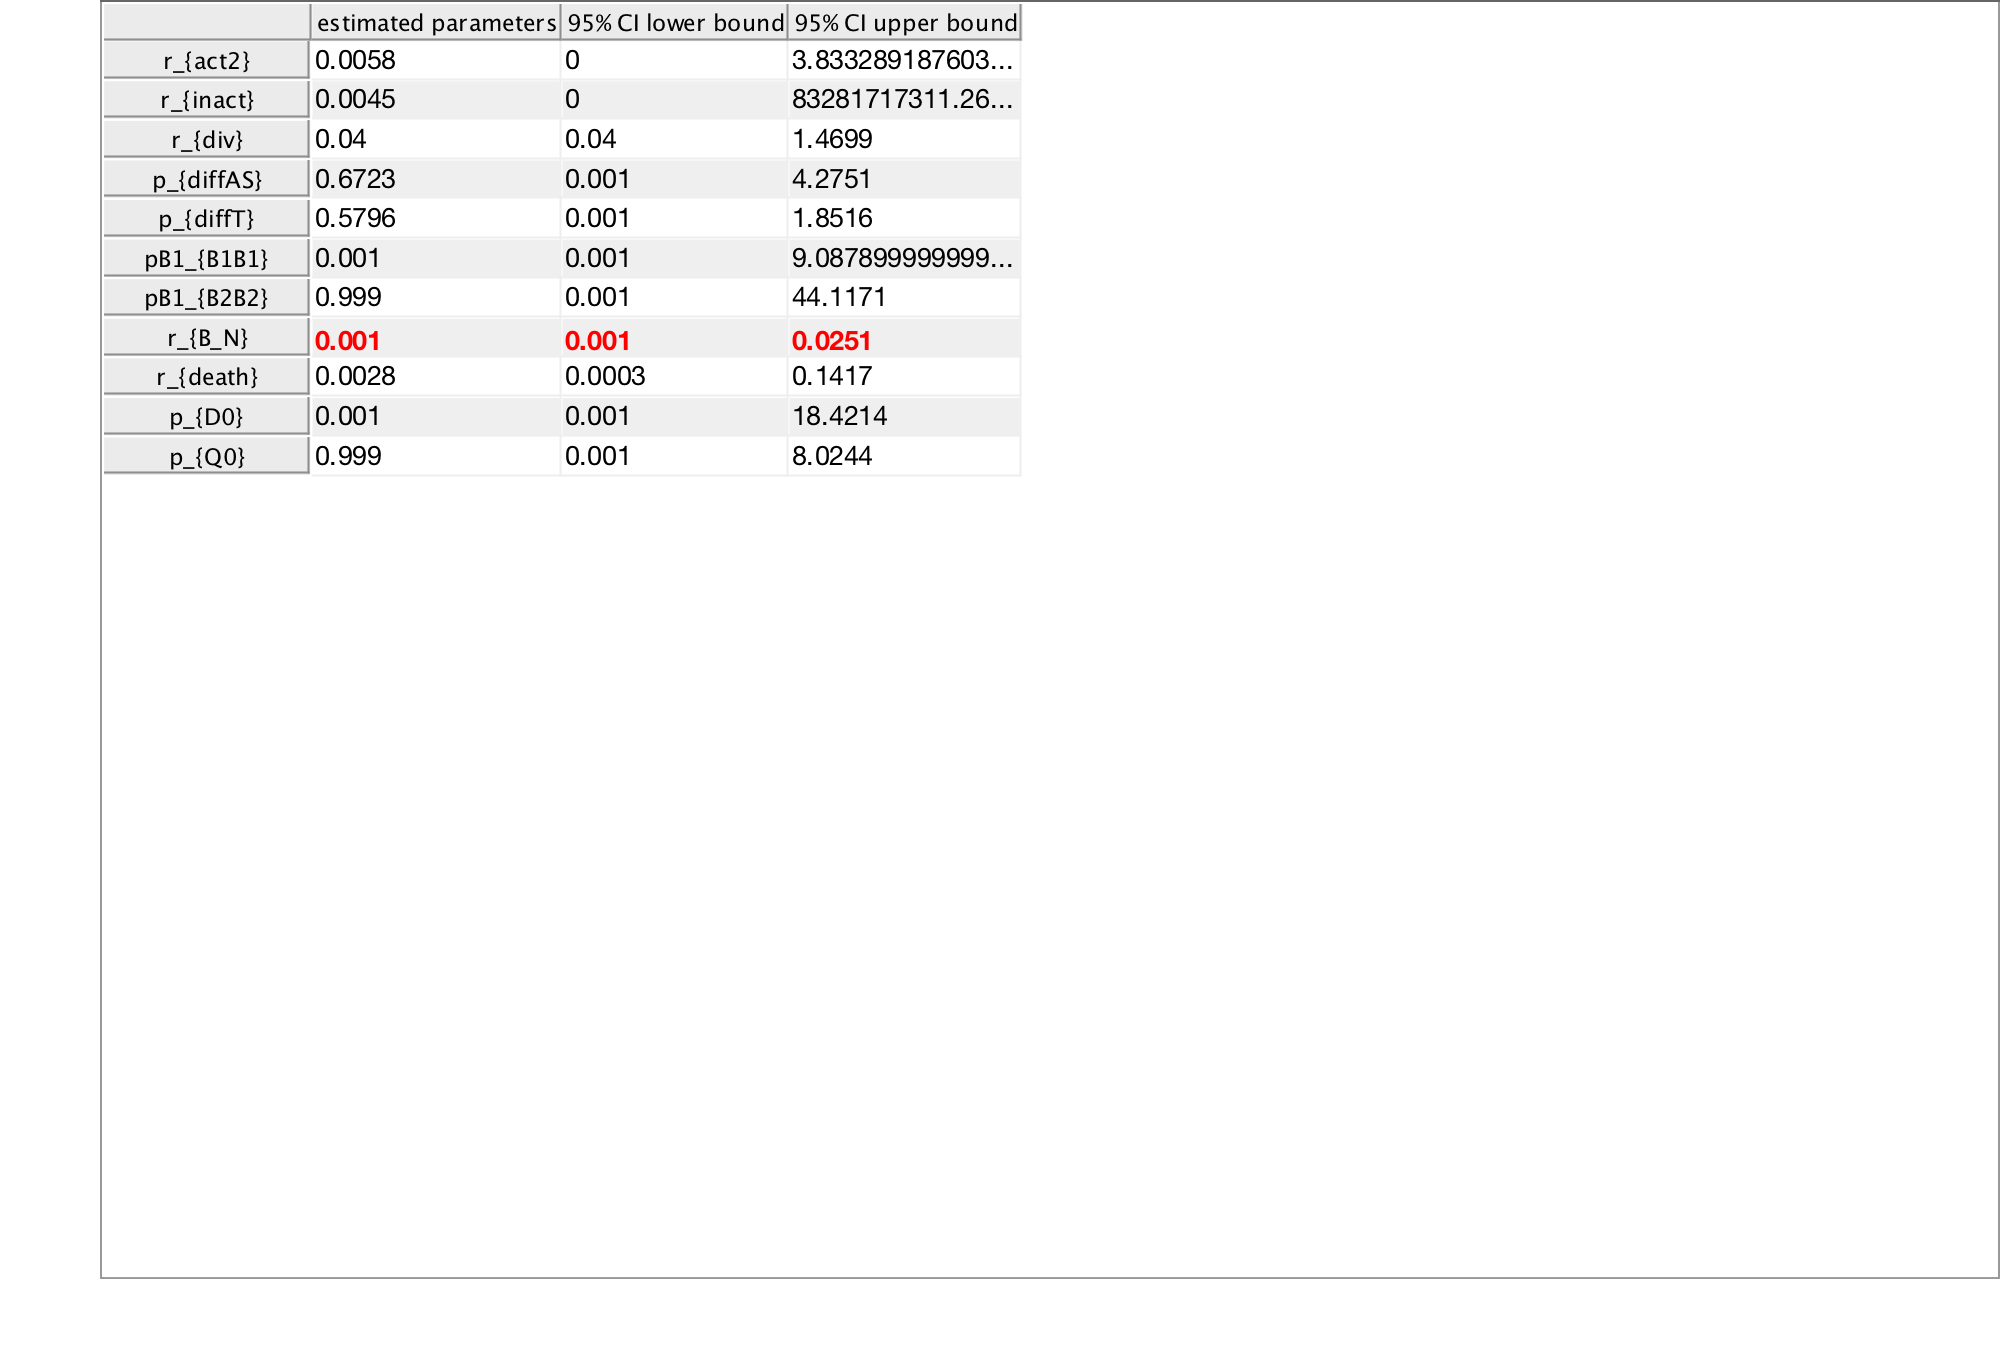 estimated parameters 95% CI lower bound 95% CI upper bound
r_{act2} 0.0058 0 3.833289187603...
r_{inact} 0.0045 0 83281717311.26...
r_{div} 0.04 0.04 1.4699
p_{diffAS} 0.6723 0.001 4.2751
p_{diffT} 0.5796 0.001 1.8516
pB1_{B1B1} 0.001 0.001 9.087899999999...
pB1_{B2B2} 0.999 0.001 44.1171
r_{B_N} 0.001 0.001 0.0251
r_{death} 0.0028 0.0003 0.1417
p_{D0} 0.001 0.001 18.4214
p_{Q0} 0.999 0.001 8.0244